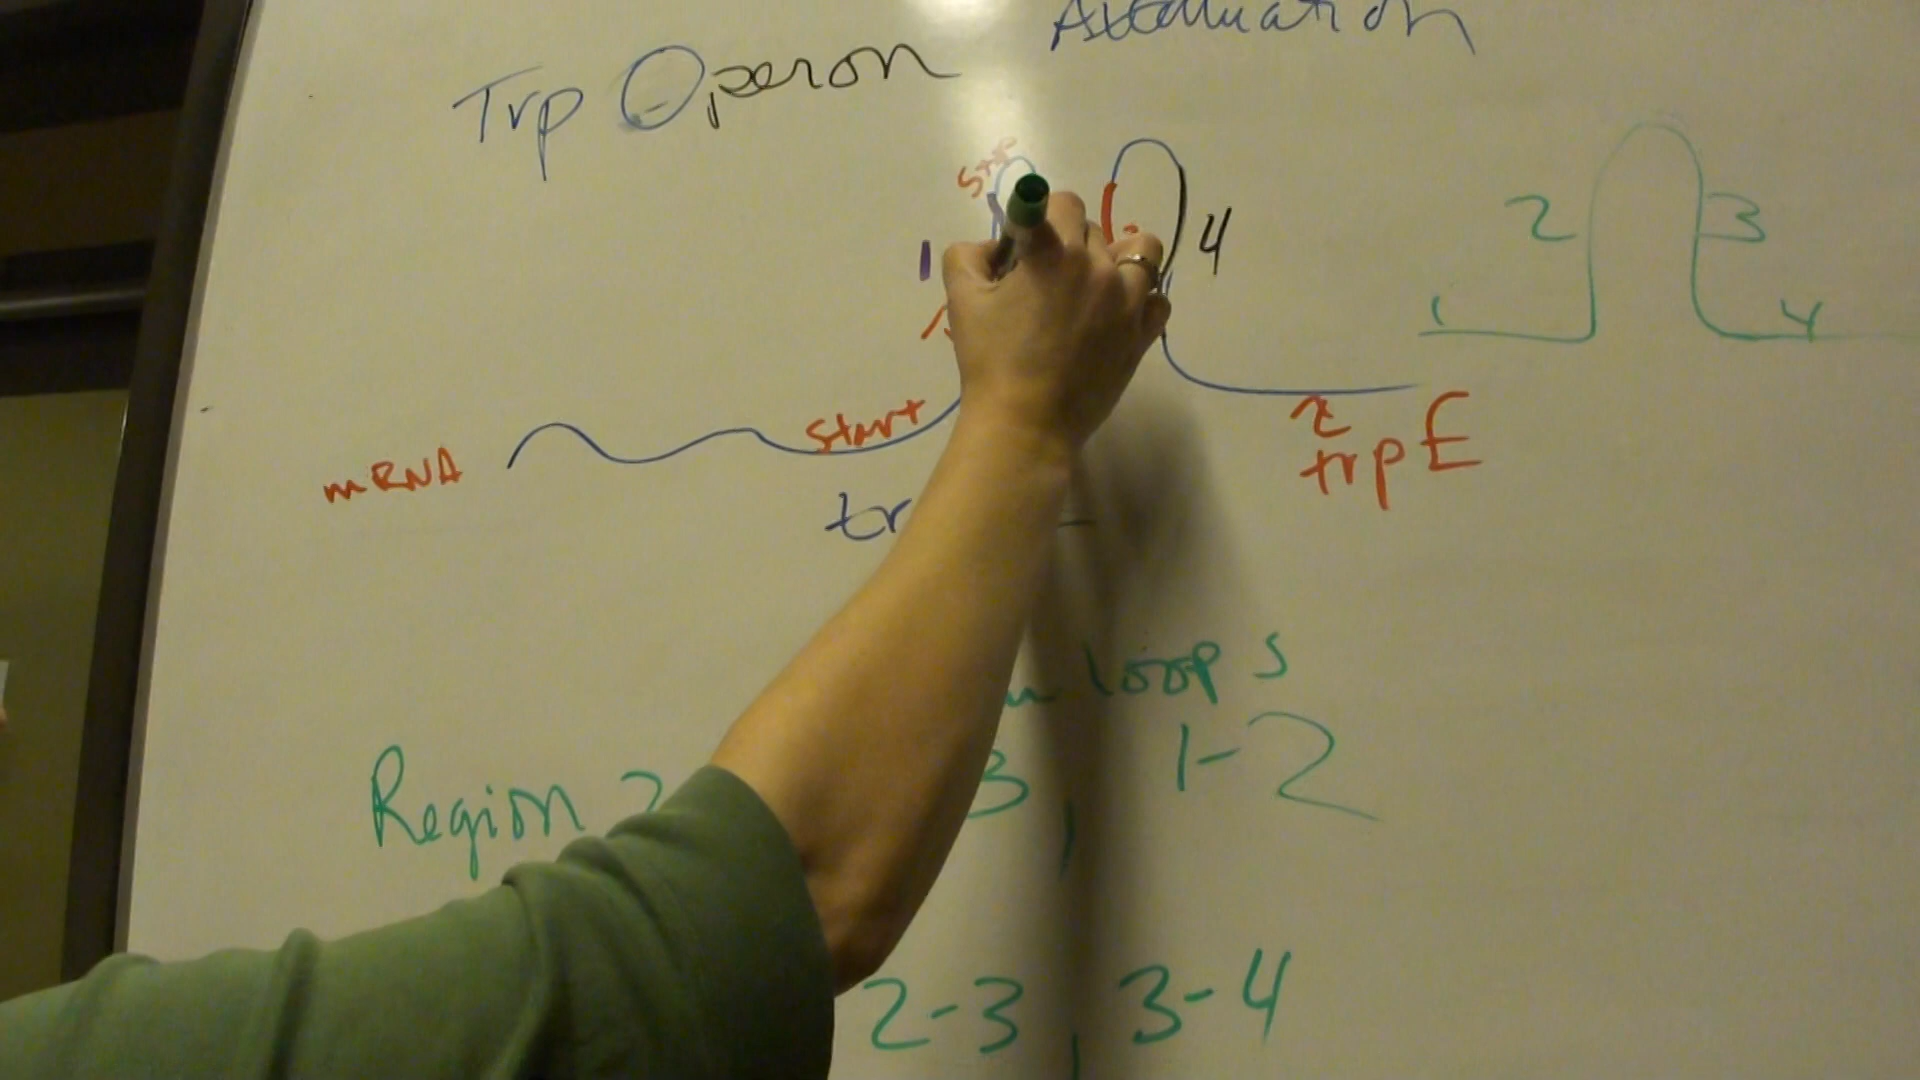 Attenuation
Trp Operon
stop
1
4
2
3
1
4
start
mRNA
trpE
tr
loops
Region 2
3, 1-2
2-3, 3-4